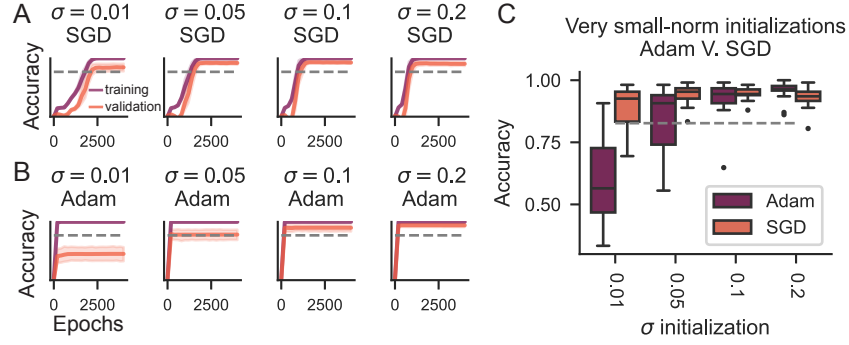 A
σ = 0.01 σ = 0.05 σ = 0.1 σ = 0.2
SGD SGD SGD SGD
Accuracy
training
validation
0 2500 0 2500 0 2500 0 2500
B
σ = 0.01 σ = 0.05 σ = 0.1 σ = 0.2
Adam Adam Adam Adam
Accuracy
0 2500 0 2500 0 2500 0 2500
Epochs
C
Very small-norm initializations
Adam V. SGD
Accuracy
1.00
0.75
0.50
Adam
SGD
0.01 0.05 0.1 0.2
σ initialization